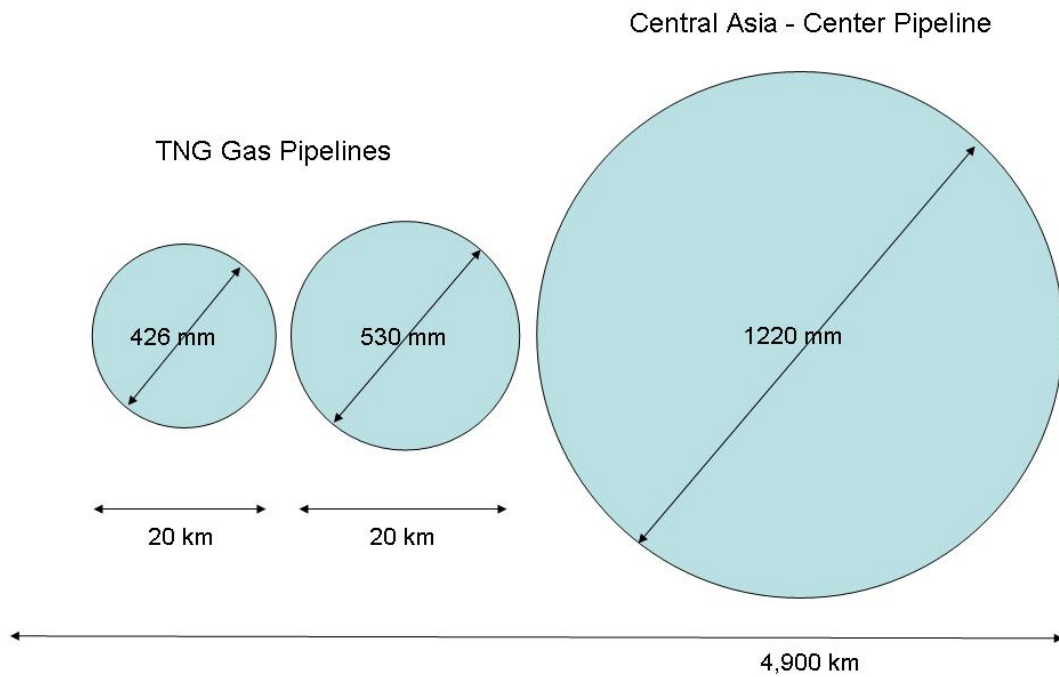 Central Asia - Center Pipeline
TNG Gas Pipelines
426 mm
530 mm
1220 mm
20 km
20 km
4,900 km